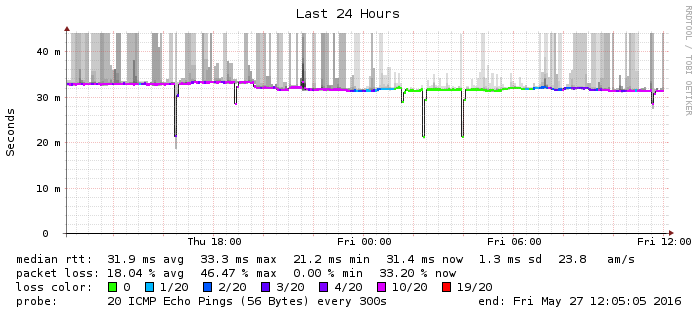 Last 24 Hours
RRDTOOL / TOBI OETIKER
Seconds
40 m
30 m
20 m
10 m
0
Thu 18:00 Fri 00:00 Fri 06:00 Fri 12:00
median rtt: 31.9 ms avg 33.3 ms max 21.2 ms min 31.4 ms now 1.3 ms sd 23.8 am/s
packet loss: 18.04 % avg 46.47 % max 0.00 % min 33.20 % now
loss color: 0 1/20 2/20 3/20 4/20 10/20 19/20
probe: 20 ICMP Echo Pings (56 Bytes) every 300s end: Fri May 27 12:05:05 2016